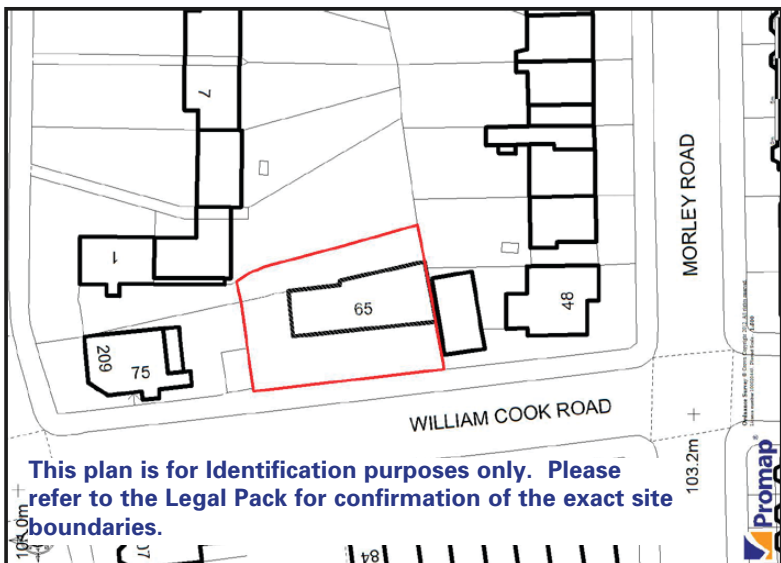 7
1
209
75
65
48
MORLEY ROAD
WILLIAM COOK ROAD
103.2m
This plan is for Identification purposes only. Please
refer to the Legal Pack for confirmation of the exact site
boundaries.
84
Promap